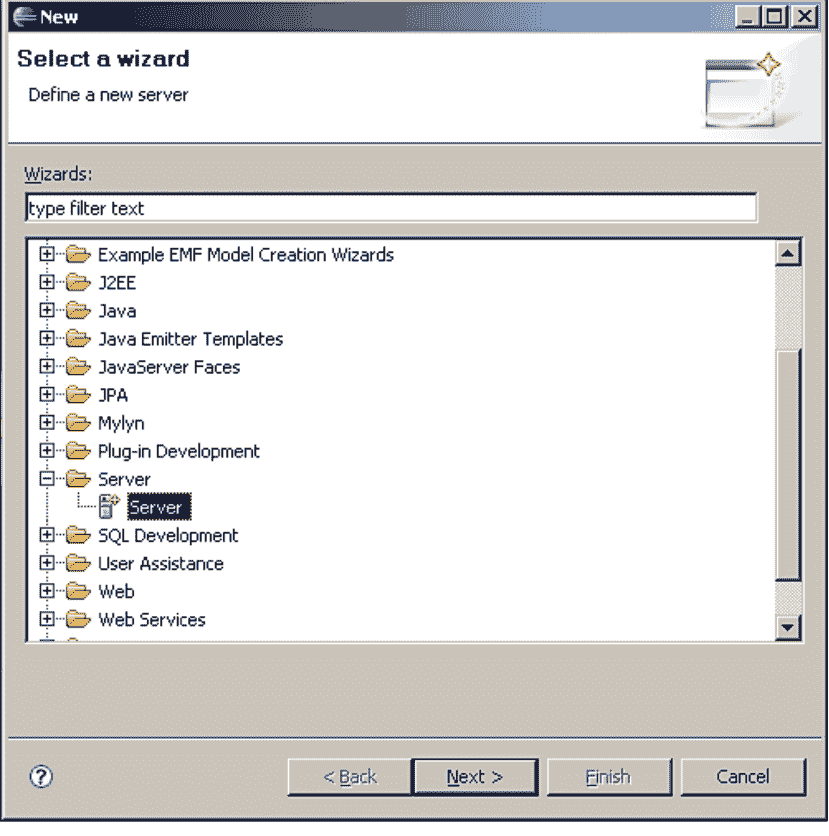 New
Select a wizard
Define a new server
Wizards:
type filter text
Example EMF Model Creation Wizards
J2EE
Java
Java Emitter Templates
JavaServer Faces
JPA
Mylyn
Plug-in Development
Server
Server
SQL Development
User Assistance
Web
Web Services
? < Back Next > Finish Cancel